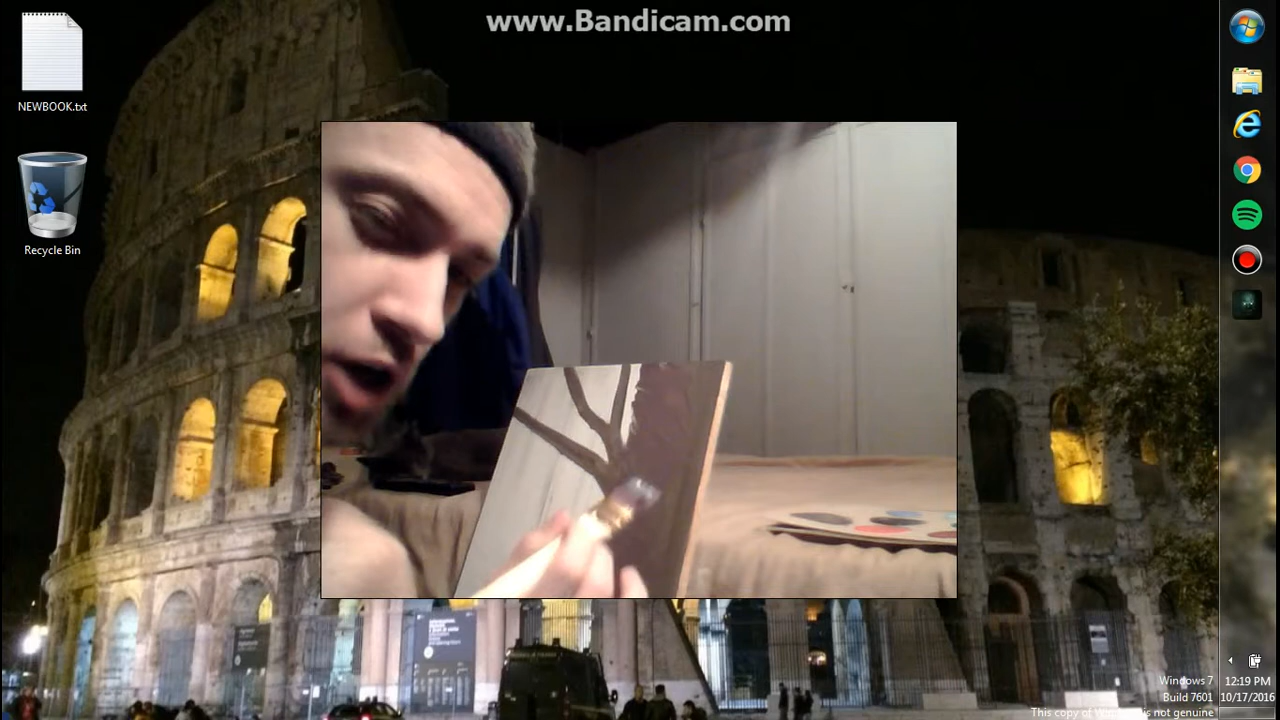 www.Bandicam.com
NEWBOOK.txt
Recycle Bin
Windows 7
Build 7601
This copy of Windows is not genuine
12:19 PM
10/17/2016